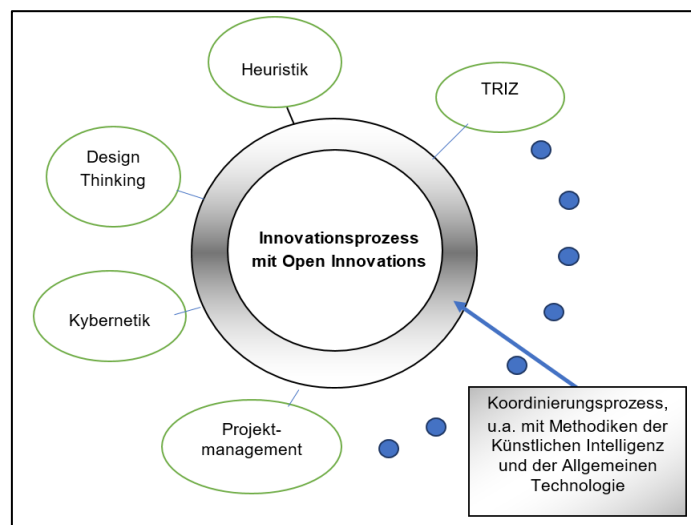 Heuristik
TRIZ
Design
Thinking
Innovationsprozess
mit Open Innovations
Kybernetik
Projekt-
management
Koordinierungsprozess,
u.a. mit Methodiken der
Künstlichen Intelligenz
und der Allgemeinen
Technologie